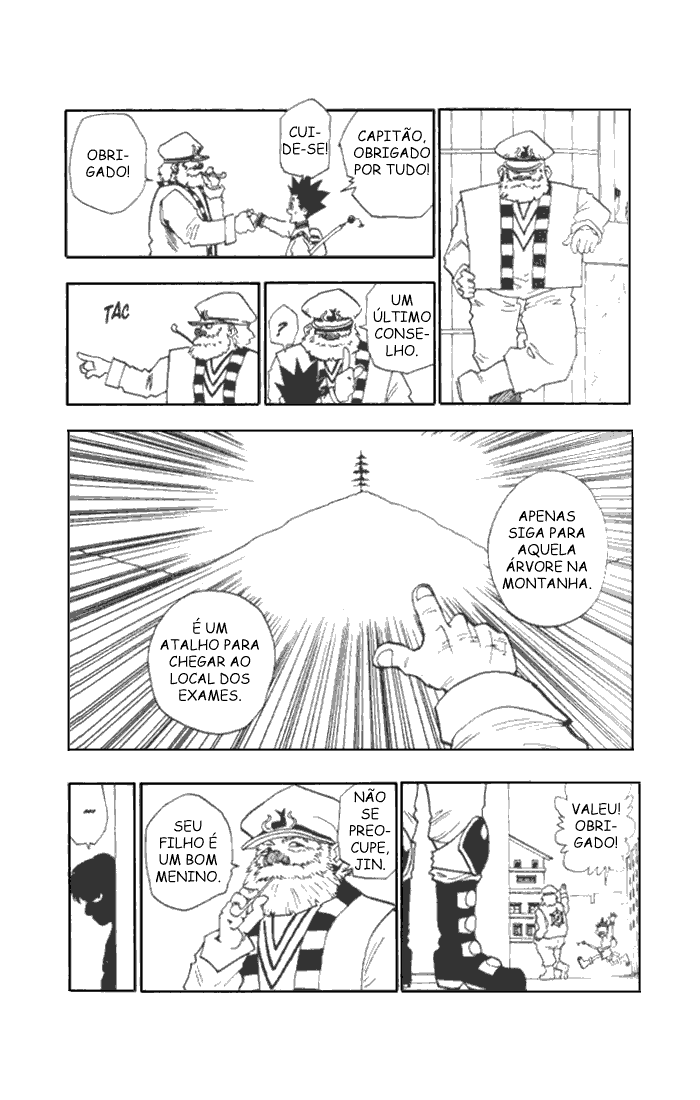 CAPITÃO,
OBRIGADO
POR TUDO!
CUI-
DE-SE!
OBRI-
GADO!
UM
ÚLTIMO
CONSE-
LHO.
?
TAC
APENAS
SIGA PARA
AQUELA
ÁRVORE NA
MONTANHA.
É UM
ATALHO PARA
CHEGAR AO
LOCAL DOS
EXAMES.
VALEU!
OBRI-
GADO!
NÃO
SE
PREO-
CUPE,
JIN.
SEU
FILHO É
UM BOM
MENINO.
...